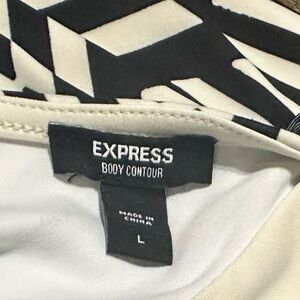 EXPRESS
BODY CONTOUR
MADE IN
CHINA
L